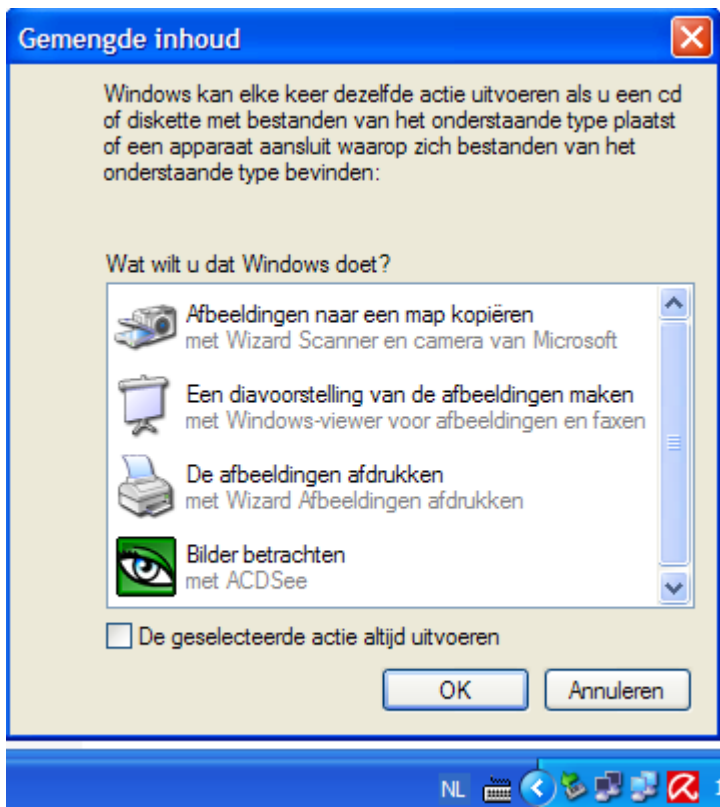 Gemengde inhoud
Windows kan elke keer dezelfde actie uitvoeren als u een cd
of diskette met bestanden van het onderstaande type plaatst
of een apparaat aansluit waarop zich bestanden van het
onderstaande type bevinden:
Wat wilt u dat Windows doet?
Afbeeldingen naar een map kopiëren
met Wizard Scanner en camera van Microsoft
Een diavoorstelling van de afbeeldingen maken
met Windows-viewer voor afbeeldingen en faxen
De afbeeldingen afdrukken
met Wizard Afbeeldingen afdrukken
Bilder betrachten
met ACDSee
De geselecteerde actie altijd uitvoeren
OK Annuleren
NL